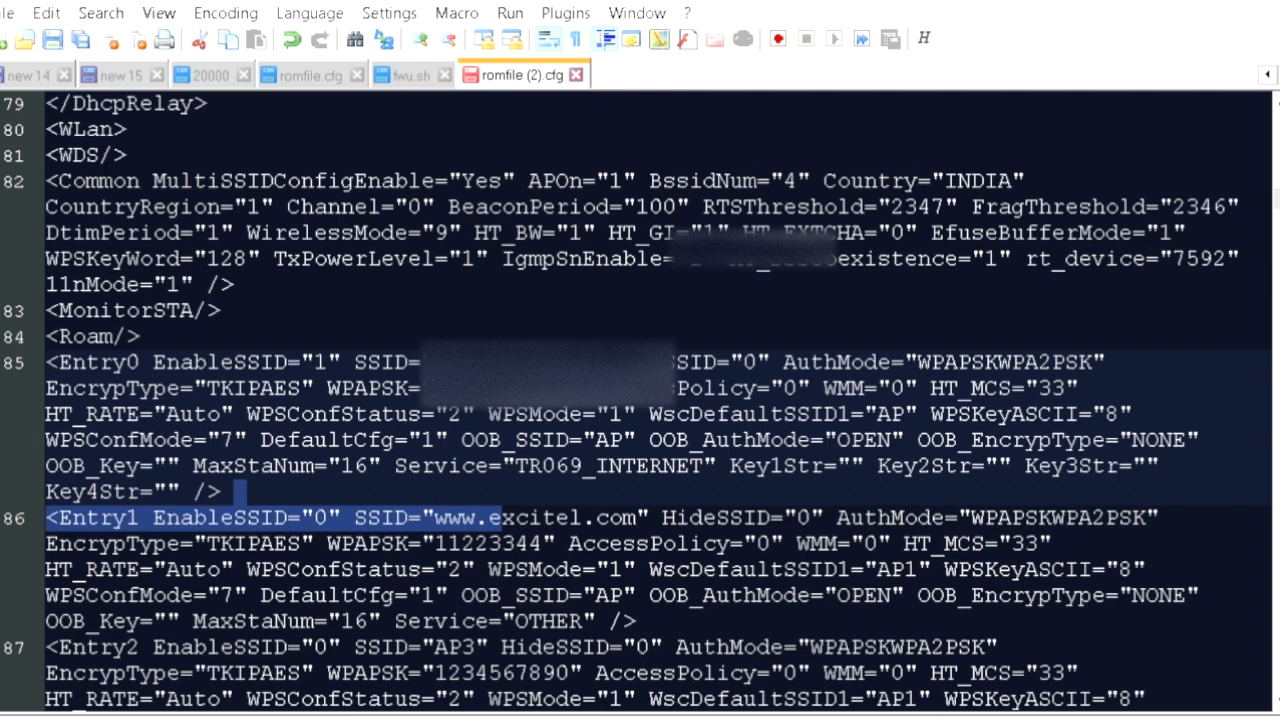 ile Edit Search View Encoding Language Settings Macro Run Plugins Window ?
H
new 14 new 15 20000 romfile.cfg fwu.sh romfile (2).cfg
79 </DhcpRelay>
80 <WLan>
81 <WDS/>
82 <Common MultiSSIDConfigEnable="Yes" APOn="1" BssidNum="4" Country="INDIA"
CountryRegion="1" Channel="0" BeaconPeriod="100" RTSThreshold="2347" FragThreshold="2346"
DtimPeriod="1" WirelessMode="9" HT_BW="1" HT_GI="1" HT_EXTCHA="0" EfuseBufferMode="1"
WPSKeyWord="128" TxPowerLevel="1" IgmpSnEnable= existence="1" rt_device="7592"
11nMode="1" />
83 <MonitorSTA/>
84 <Roam/>
85 <Entry0 EnableSSID="1" SSID= SSID="0" AuthMode="WPAPSKWPA2PSK"
EncrypType="TKIPAES" WPAPSK= Policy="0" WMM="0" HT_MCS="33"
HT_RATE="Auto" WPSConfStatus="2" WPSMode="1" WscDefaultSSID1="AP" WPSKeyASCII="8"
WPSConfMode="7" DefaultCfg="1" OOB_SSID="AP" OOB_AuthMode="OPEN" OOB_EncrypType="NONE"
OOB_Key="" MaxStaNum="16" Service="TR069_INTERNET" Key1Str="" Key2Str="" Key3Str=""
Key4Str="" />
86 <Entry1 EnableSSID="0" SSID="www.excitel.com" HideSSID="0" AuthMode="WPAPSKWPA2PSK"
EncrypType="TKIPAES" WPAPSK="11223344" AccessPolicy="0" WMM="0" HT_MCS="33"
HT_RATE="Auto" WPSConfStatus="2" WPSMode="1" WscDefaultSSID1="AP1" WPSKeyASCII="8"
WPSConfMode="7" DefaultCfg="1" OOB_SSID="AP" OOB_AuthMode="OPEN" OOB_EncrypType="NONE"
OOB_Key="" MaxStaNum="16" Service="OTHER" />
87 <Entry2 EnableSSID="0" SSID="AP3" HideSSID="0" AuthMode="WPAPSKWPA2PSK"
EncrypType="TKIPAES" WPAPSK="1234567890" AccessPolicy="0" WMM="0" HT_MCS="33"
HT_RATE="Auto" WPSConfStatus="2" WPSMode="1" WscDefaultSSID1="AP1" WPSKeyASCII="8"